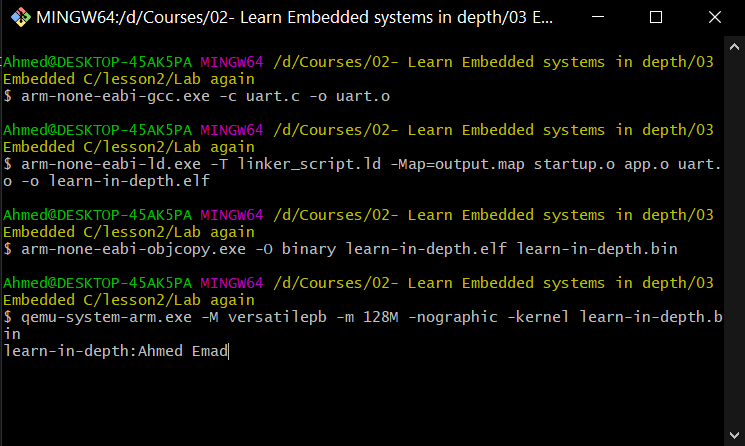 MINGW64:/d/Courses/02- Learn Embedded systems in depth/03 E...
Ahmed@DESKTOP-45AK5PA MINGW64 /d/Courses/02- Learn Embedded systems in depth/03
Embedded C/lesson2/Lab again
$ arm-none-eabi-gcc.exe -c uart.c -o uart.o
Ahmed@DESKTOP-45AK5PA MINGW64 /d/Courses/02- Learn Embedded systems in depth/03
Embedded C/lesson2/Lab again
$ arm-none-eabi-ld.exe -T linker_script.ld -Map=output.map startup.o app.o uart.
o -o learn-in-depth.elf
Ahmed@DESKTOP-45AK5PA MINGW64 /d/Courses/02- Learn Embedded systems in depth/03
Embedded C/lesson2/Lab again
$ arm-none-eabi-objcopy.exe -O binary learn-in-depth.elf learn-in-depth.bin
Ahmed@DESKTOP-45AK5PA MINGW64 /d/Courses/02- Learn Embedded systems in depth/03
Embedded C/lesson2/Lab again
$ qemu-system-arm.exe -M versatilepb -m 128M -nographic -kernel learn-in-depth.b
in
learn-in-depth:Ahmed Emad